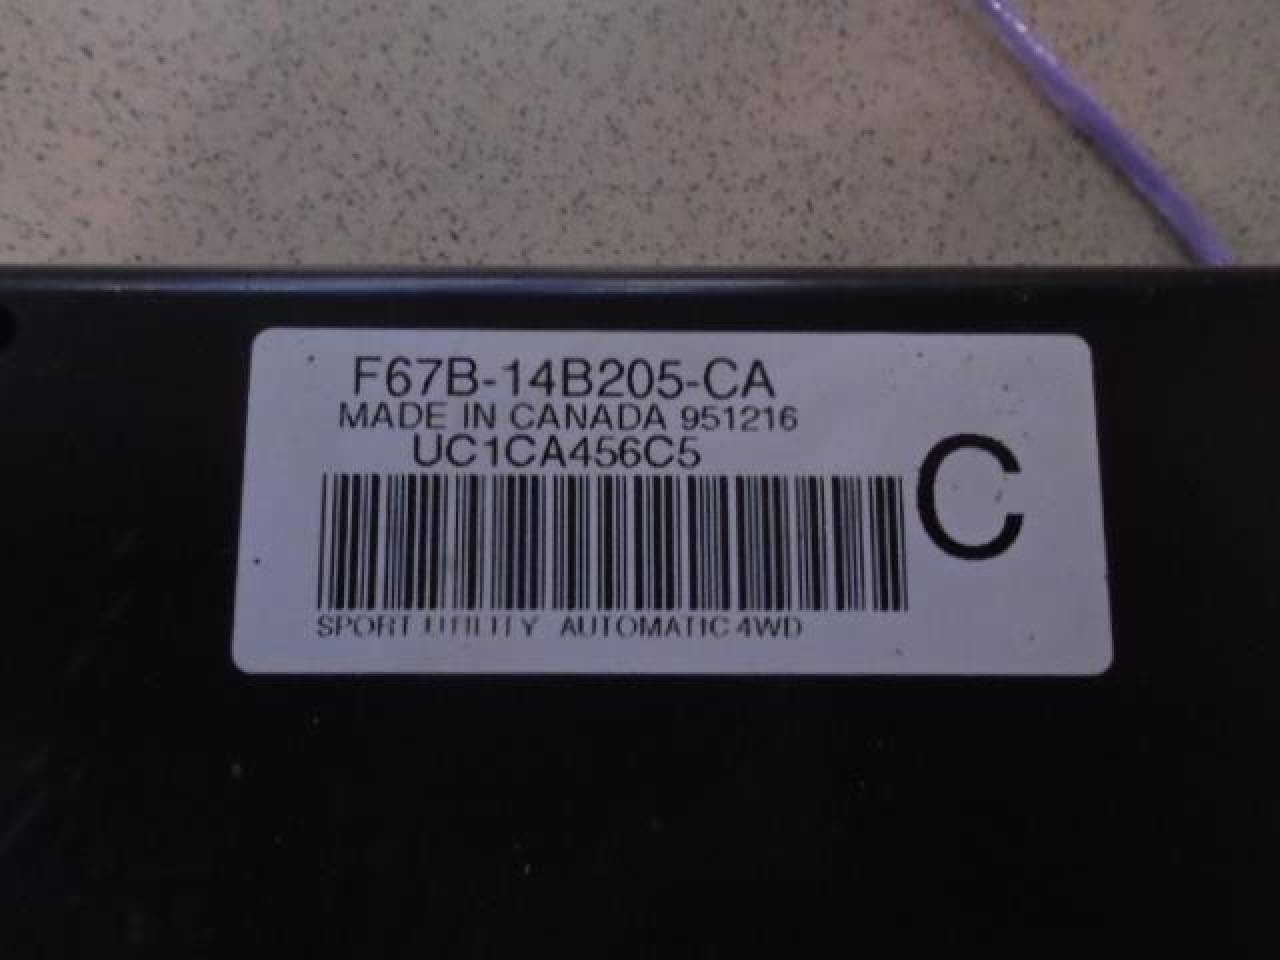 F67B-14B205-CA
MADE IN CANADA 951216
UC1CA456C5
C
SPORT UTILITY AUTOMATIC 4WD